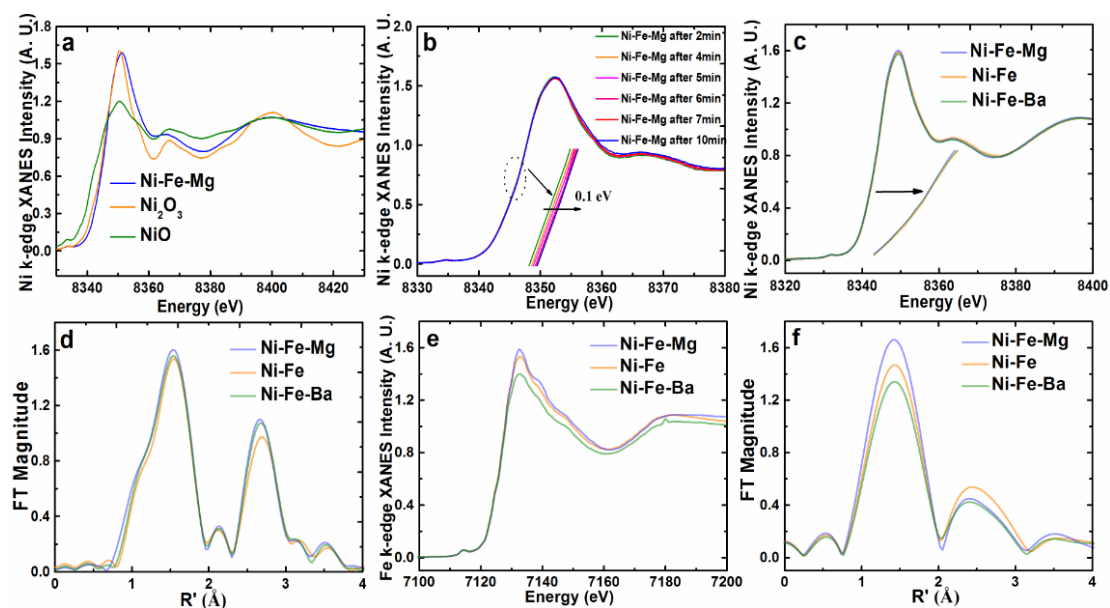 a
Ni k-edge XANES Intensity (A. U.)
1.8
1.5
1.2
0.9
0.6
0.3
0.0
Ni-Fe-Mg
Ni2O3
NiO
8340 8360 8380 8400 8420
Energy (eV)
b
Ni k-edge XANES Intensity (A. U.)
2.0
1.5
1.0
0.5
0.0
Ni-Fe-Mg after 2min
Ni-Fe-Mg after 4min
Ni-Fe-Mg after 5min
Ni-Fe-Mg after 6min
Ni-Fe-Mg after 7min
Ni-Fe-Mg after 10min
0.1 eV
8330 8340 8350 8360 8370 8380
Energy (eV)
c
Ni k-edge XANES Intensity (A. U.)
1.6
1.2
0.8
0.4
0.0
Ni-Fe-Mg
Ni-Fe
Ni-Fe-Ba
8320 8340 8360 8380 8400
Energy (eV)
d
FT Magnitude
1.6
1.2
0.8
0.4
0.0
Ni-Fe-Mg
Ni-Fe
Ni-Fe-Ba
0 1 2 3 4
R' (Å)
e
Fe k-edge XANES Intensity (A. U.)
1.5
1.0
0.5
0.0
Ni-Fe-Mg
Ni-Fe
Ni-Fe-Ba
7100 7120 7140 7160 7180 7200
Energy (eV)
f
FT Magnitude
1.6
1.2
0.8
0.4
0.0
Ni-Fe-Mg
Ni-Fe
Ni-Fe-Ba
0 1 2 3 4
R' (Å)